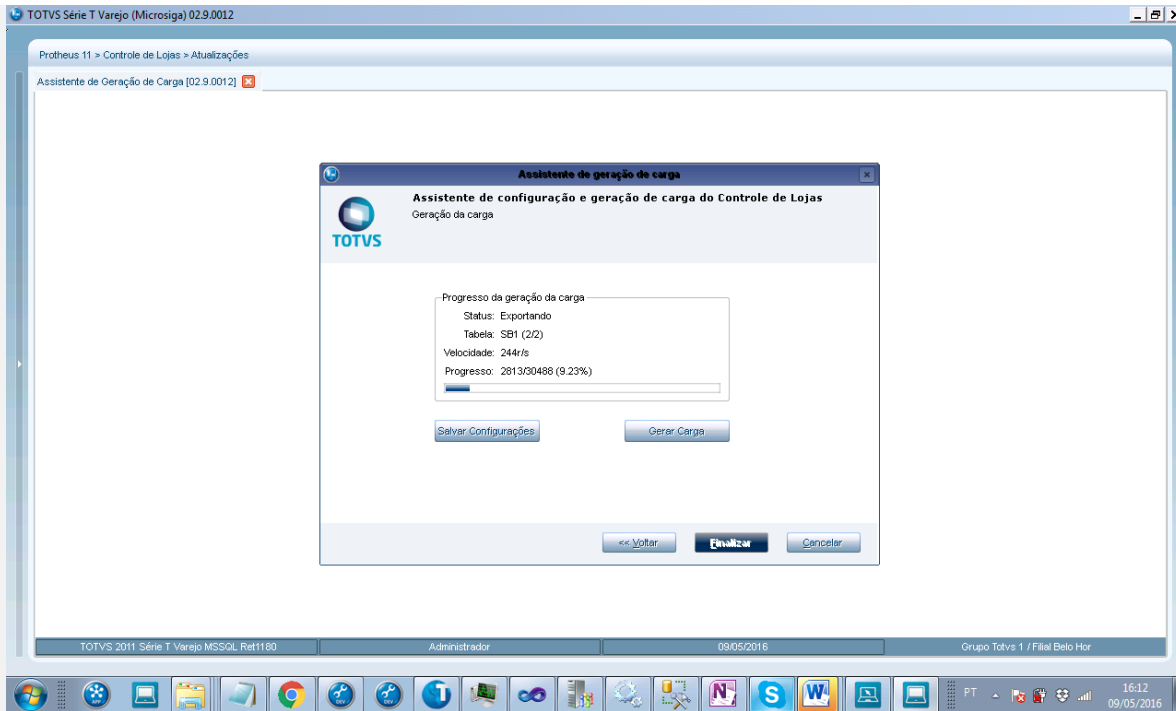 TOTVS Série T Varejo (Microsiga) 02.9.0012
Protheus 11 > Controle de Lojas > Atualizações
Assistente de Geração de Carga [02.9.0012]
Assistente de geração de carga
Assistente de configuração e geração de carga do Controle de Lojas
Geração da carga
TOTVS
Progresso da geração da carga
Status: Exportando
Tabela: SB1 (2/2)
Velocidade: 244r/s
Progresso: 2813/30488 (9.23%)
Salvar Configurações Gerar Carga
<< Voltar Finalizar Cancelar
TOTVS 2011 Série T Varejo MSSQL Ret1180 Administrador 09/05/2016 Grupo Totvs 1 / Filial Belo Hor
PT 16:12
09/05/2016